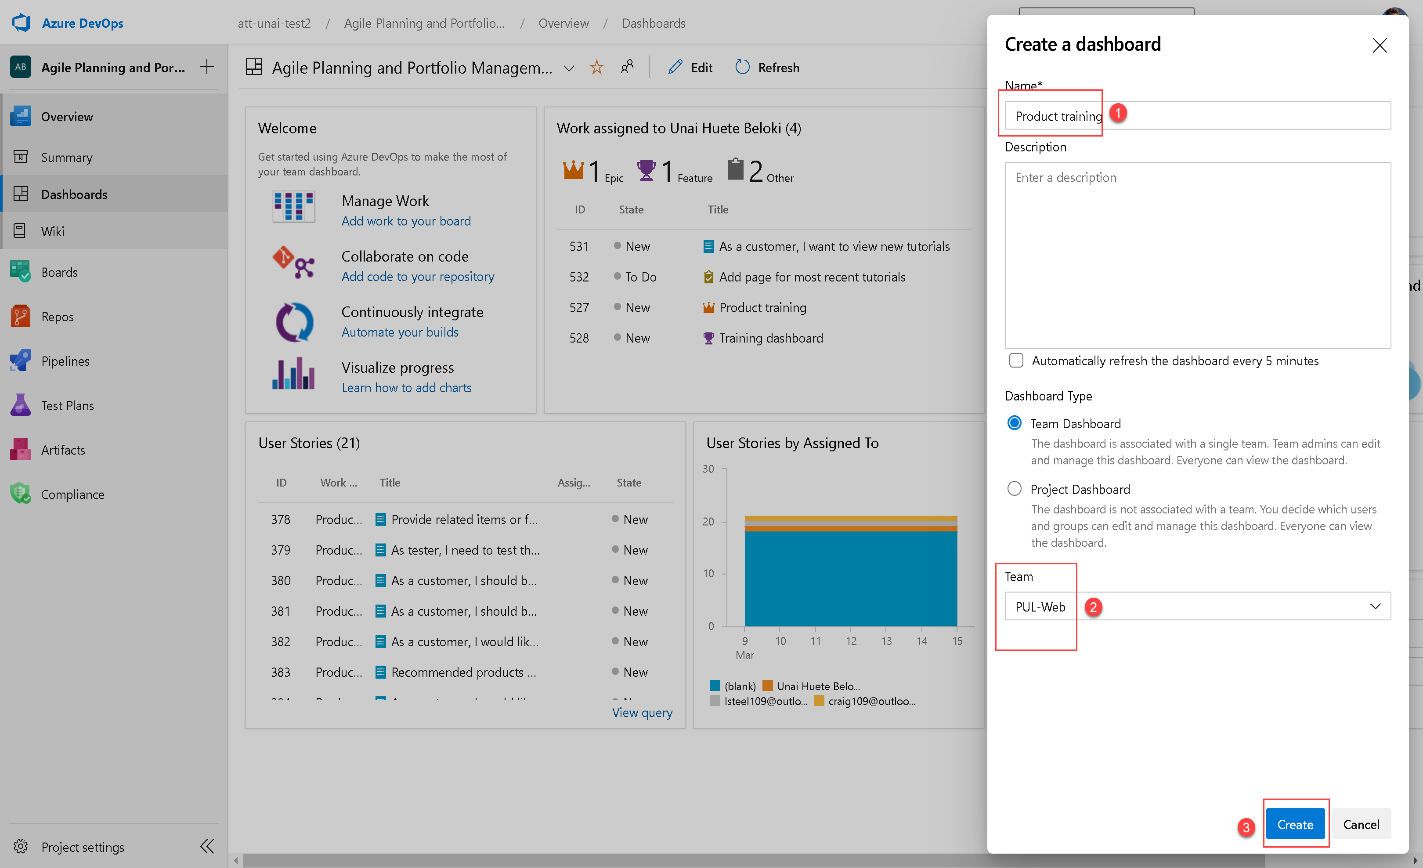 Azure DevOps
att-unai-test2 / Agile Planning and Portfolio... / Overview / Dashboards
AB Agile Planning and Por...
Overview
Summary
Dashboards
Wiki
Boards
Repos
Pipelines
Test Plans
Artifacts
Compliance
Project settings
Agile Planning and Portfolio Managem... Edit Refresh
Welcome
Get started using Azure DevOps to make the most of
your team dashboard.
Manage Work
Add work to your board
Collaborate on code
Add code to your repository
Continuously integrate
Automate your builds
Visualize progress
Learn how to add charts
Work assigned to Unai Huete Beloki (4)
1 Epic 1 Feature 2 Other
ID State Title
531 New As a customer, I want to view new tutorials
532 To Do Add page for most recent tutorials
527 New Product training
528 New Training dashboard
User Stories (21)
ID Work ... Title Assig... State
378 Produc... Provide related items or f... New
379 Produc... As tester, I need to test th... New
380 Produc... As a customer, I should b... New
381 Produc... As a customer, I should b... New
382 Produc... As a customer, I would lik... New
383 Produc... Recommended products ... New
View query
User Stories by Assigned To
30
20
10
0
9 10 11 12 13 14 15
Mar
(blank) Unai Huete Belo...
lsteel109@outlo... craig109@outloo...
nd
Create a dashboard
Name*
Product training 1
Description
Enter a description
Automatically refresh the dashboard every 5 minutes
Dashboard Type
Team Dashboard
The dashboard is associated with a single team. Team admins can edit
and manage this dashboard. Everyone can view the dashboard.
Project Dashboard
The dashboard is not associated with a team. You decide which users
and groups can edit and manage this dashboard. Everyone can view
the dashboard.
Team
PUL-Web 2
3 Create Cancel